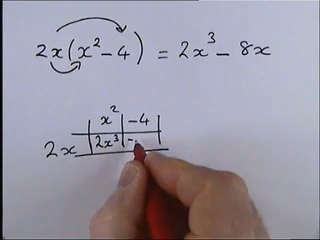 2x(x² - 4) = 2x³ - 8x
x² | -4
2x | 2x³ | -